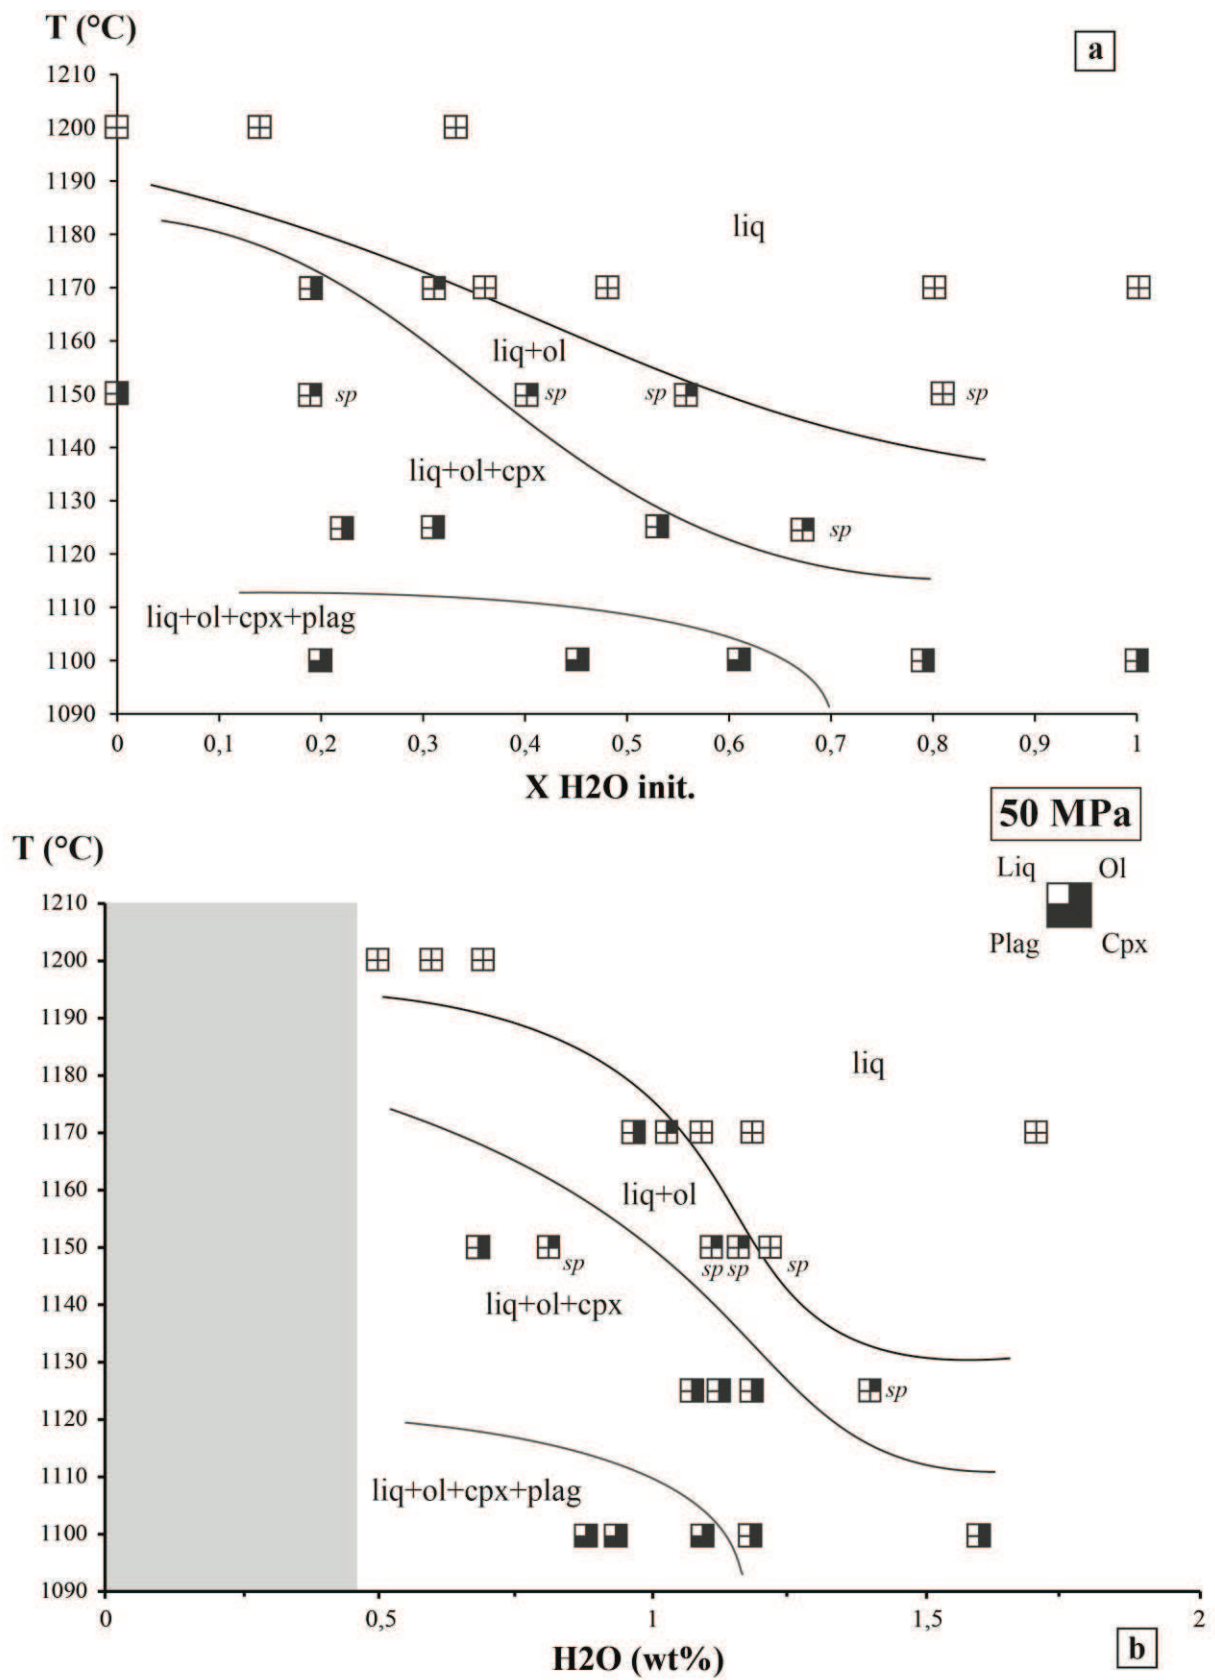 T (°C)
a
1210
1200
1190
liq
1180
1170
liq+ol
1160
1150
sp
sp
sp
sp
1140
liq+ol+cpx
1130
sp
1120
1110
liq+ol+cpx+plag
1100
1090
0 0,1 0,2 0,3 0,4 0,5 0,6 0,7 0,8 0,9 1
X H2O init.
50 MPa
Liq Ol
Plag Cpx
T (°C)
1210
1200
1190
liq
1180
1170
liq+ol
1160
1150
sp
sp sp
sp
1140
liq+ol+cpx
1130
sp
1120
1110
liq+ol+cpx+plag
1100
1090
0 0,5 1 1,5 2
H2O (wt%)
b